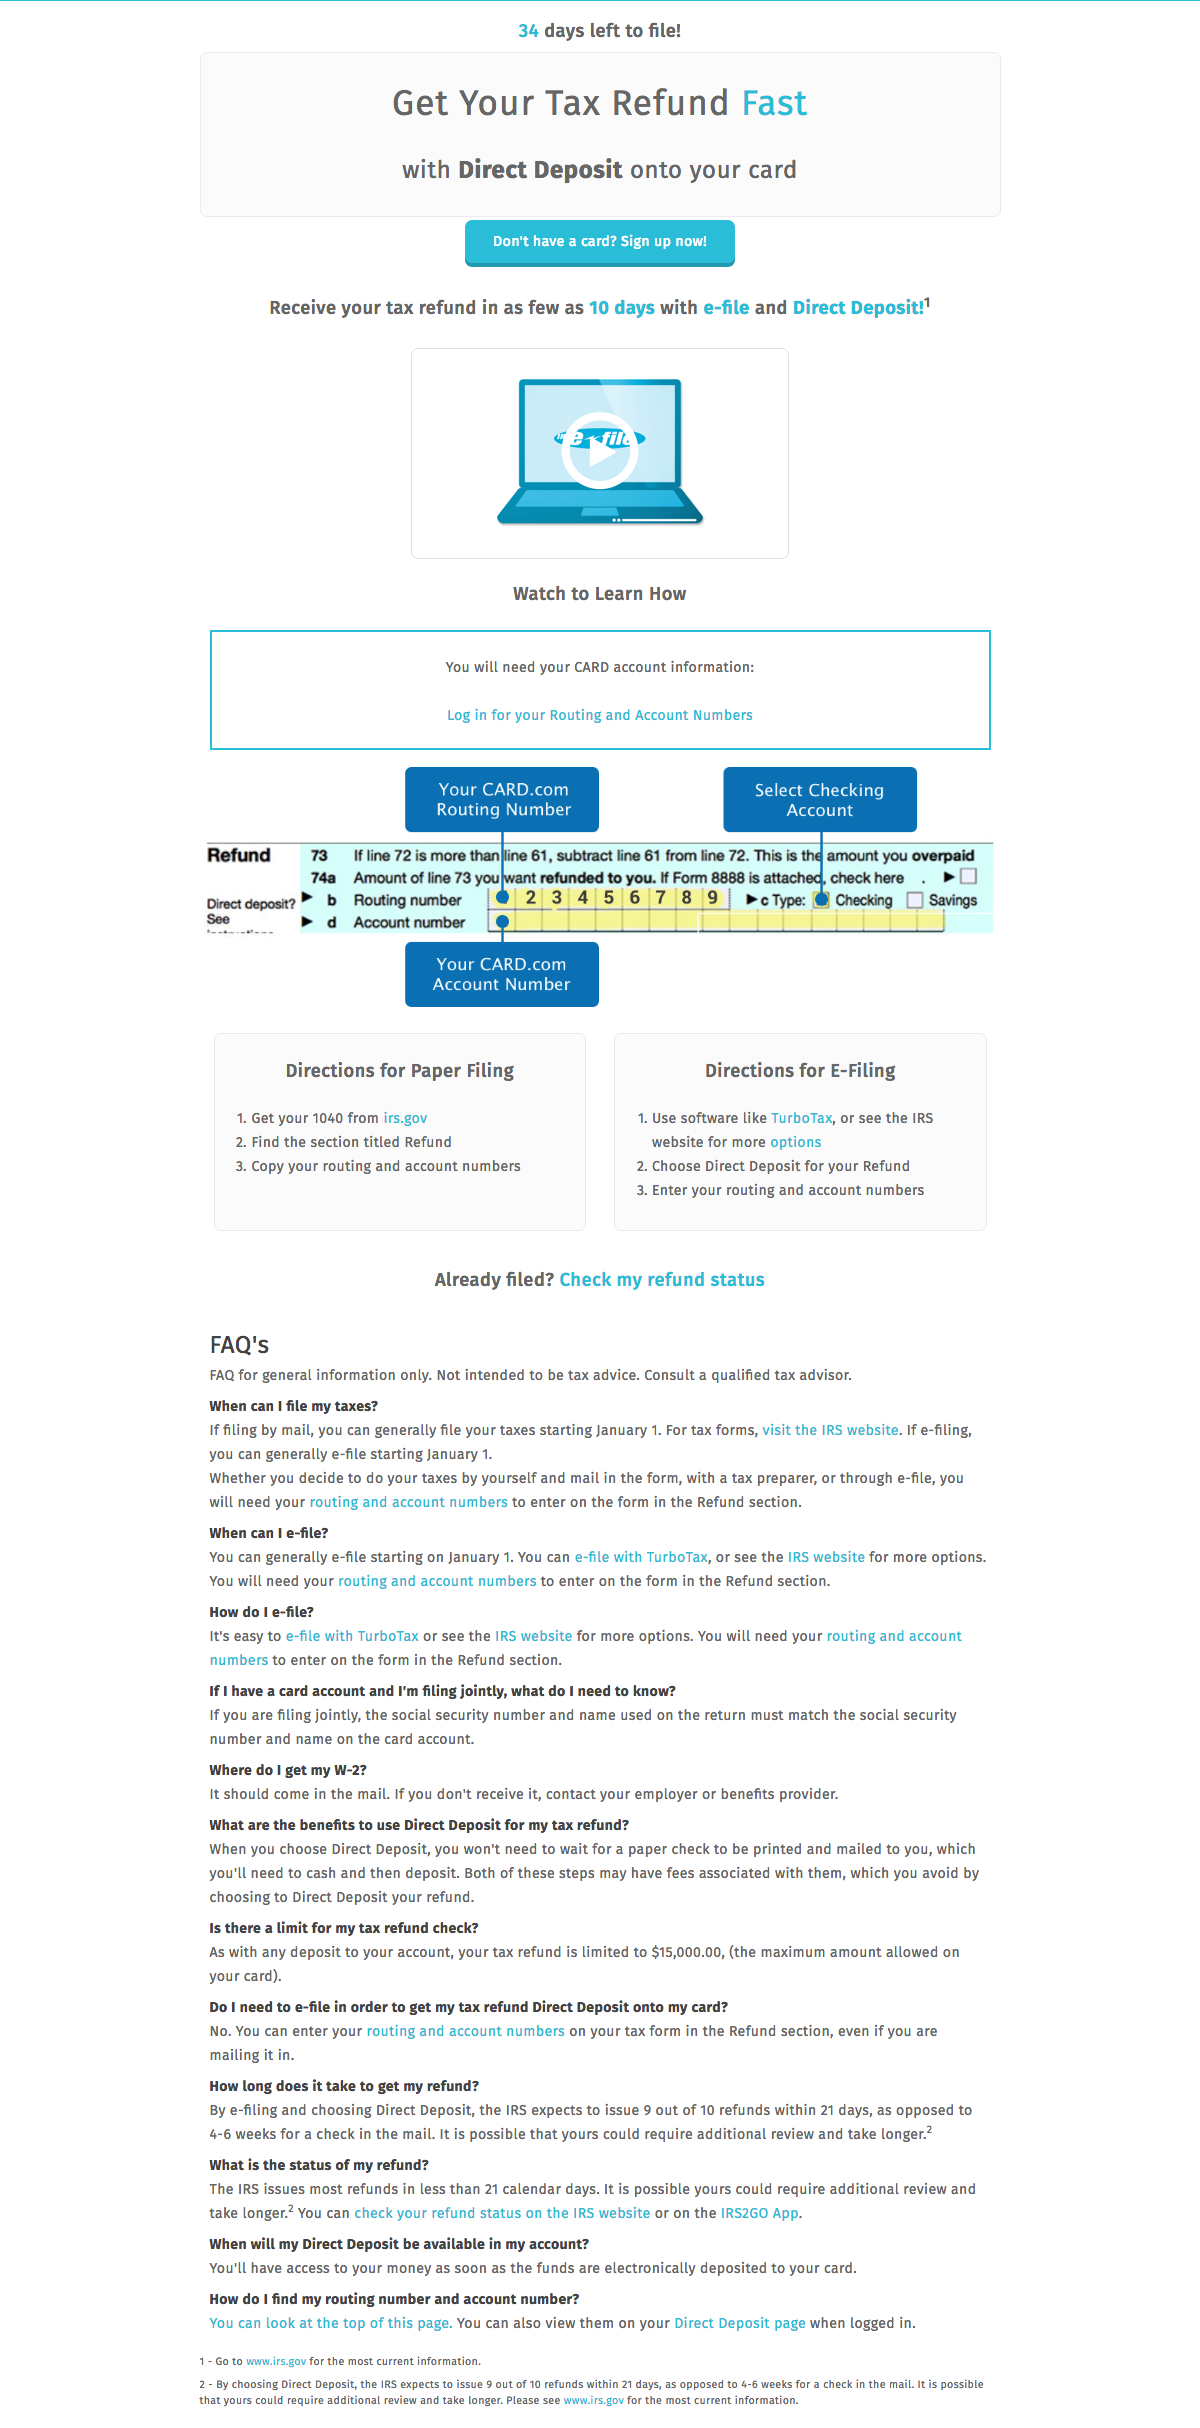 34 days left to file!
Get Your Tax Refund Fast
with Direct Deposit onto your card
Don't have a card? Sign up now!
Receive your tax refund in as few as 10 days with e-file and Direct Deposit!1
e file
Watch to Learn How
You will need your CARD account information:
Log in for your Routing and Account Numbers
Your CARD.com
Routing Number
Select Checking
Account
Refund 73 If line 72 is more than line 61, subtract line 61 from line 72. This is the amount you overpaid
74a Amount of line 73 you want refunded to you. If Form 8888 is attached, check here .
Direct deposit? b Routing number 2 3 4 5 6 7 8 9 c Type: Checking Savings
See d Account number
Your CARD.com
Account Number
Directions for Paper Filing
1. Get your 1040 from irs.gov
2. Find the section titled Refund
3. Copy your routing and account numbers
Directions for E-Filing
1. Use software like TurboTax, or see the IRS
website for more options
2. Choose Direct Deposit for your Refund
3. Enter your routing and account numbers
Already filed? Check my refund status
FAQ's
FAQ for general information only. Not intended to be tax advice. Consult a qualified tax advisor.
When can I file my taxes?
If filing by mail, you can generally file your taxes starting January 1. For tax forms, visit the IRS website. If e-filing,
you can generally e-file starting January 1.
Whether you decide to do your taxes by yourself and mail in the form, with a tax preparer, or through e-file, you
will need your routing and account numbers to enter on the form in the Refund section.
When can I e-file?
You can generally e-file starting on January 1. You can e-file with TurboTax, or see the IRS website for more options.
You will need your routing and account numbers to enter on the form in the Refund section.
How do I e-file?
It's easy to e-file with TurboTax or see the IRS website for more options. You will need your routing and account
numbers to enter on the form in the Refund section.
If I have a card account and I'm filing jointly, what do I need to know?
If you are filing jointly, the social security number and name used on the return must match the social security
number and name on the card account.
Where do I get my W-2?
It should come in the mail. If you don't receive it, contact your employer or benefits provider.
What are the benefits to use Direct Deposit for my tax refund?
When you choose Direct Deposit, you won't need to wait for a paper check to be printed and mailed to you, which
you'll need to cash and then deposit. Both of these steps may have fees associated with them, which you avoid by
choosing to Direct Deposit your refund.
Is there a limit for my tax refund check?
As with any deposit to your account, your tax refund is limited to $15,000.00, (the maximum amount allowed on
your card).
Do I need to e-file in order to get my tax refund Direct Deposit onto my card?
No. You can enter your routing and account numbers on your tax form in the Refund section, even if you are
mailing it in.
How long does it take to get my refund?
By e-filing and choosing Direct Deposit, the IRS expects to issue 9 out of 10 refunds within 21 days, as opposed to
4-6 weeks for a check in the mail. It is possible that yours could require additional review and take longer.2
What is the status of my refund?
The IRS issues most refunds in less than 21 calendar days. It is possible yours could require additional review and
take longer.2 You can check your refund status on the IRS website or on the IRS2GO App.
When will my Direct Deposit be available in my account?
You'll have access to your money as soon as the funds are electronically deposited to your card.
How do I find my routing number and account number?
You can look at the top of this page. You can also view them on your Direct Deposit page when logged in.
1 - Go to www.irs.gov for the most current information.
2 - By choosing Direct Deposit, the IRS expects to issue 9 out of 10 refunds within 21 days, as opposed to 4-6 weeks for a check in the mail. It is possible
that yours could require additional review and take longer. Please see www.irs.gov for the most current information.